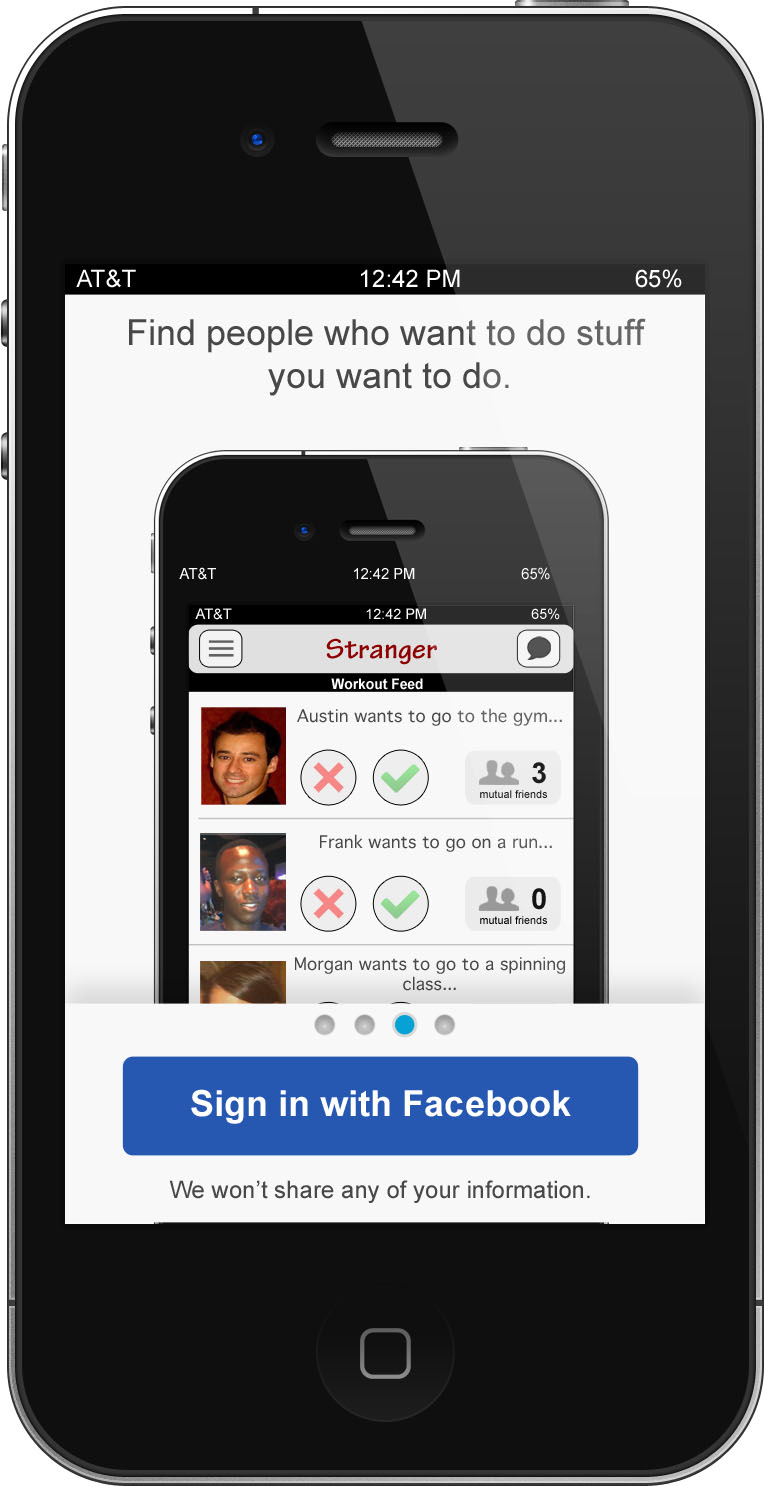 AT&T 12:42 PM 65%
Find people who want to do stuff
you want to do.
AT&T 12:42 PM 65%
AT&T 12:42 PM 65%
Stranger
Workout Feed
Austin wants to go to the gym...
3
mutual friends
Frank wants to go on a run...
0
mutual friends
Morgan wants to go to a spinning
class...
Sign in with Facebook
We won’t share any of your information.